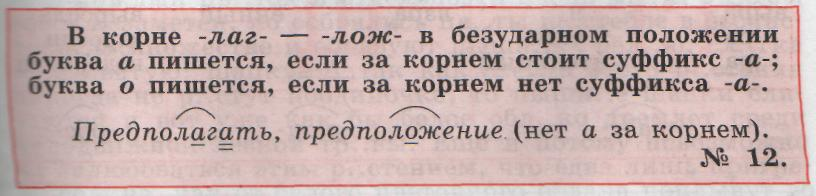 В корне -лаг- — -лож- в безударном положении
буква а пишется, если за корнем стоит суффикс -а-;
буква о пишется, если за корнем нет суффикса -а-.
Предполагать, предположение (нет а за корнем).
№ 12.